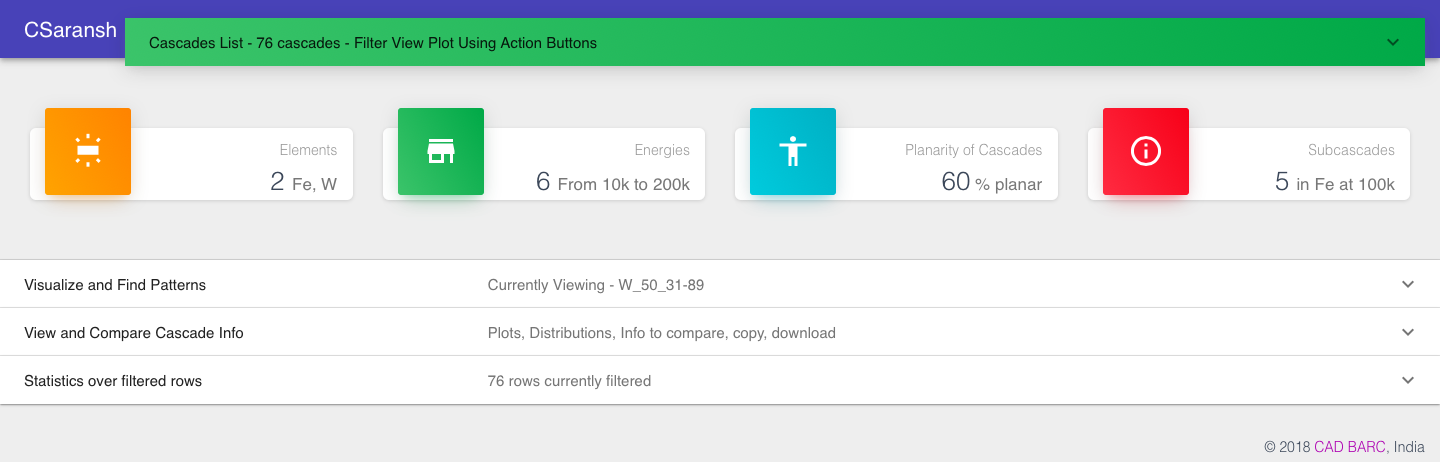 CSaransh
Cascades List - 76 cascades - Filter View Plot Using Action Buttons
Elements
2 Fe, W
Energies
6 From 10k to 200k
Planarity of Cascades
60 % planar
Subcascades
5 in Fe at 100k
Visualize and Find Patterns
Currently Viewing - W_50_31-89
View and Compare Cascade Info
Plots, Distributions, Info to compare, copy, download
Statistics over filtered rows
76 rows currently filtered
© 2018 CAD BARC, India